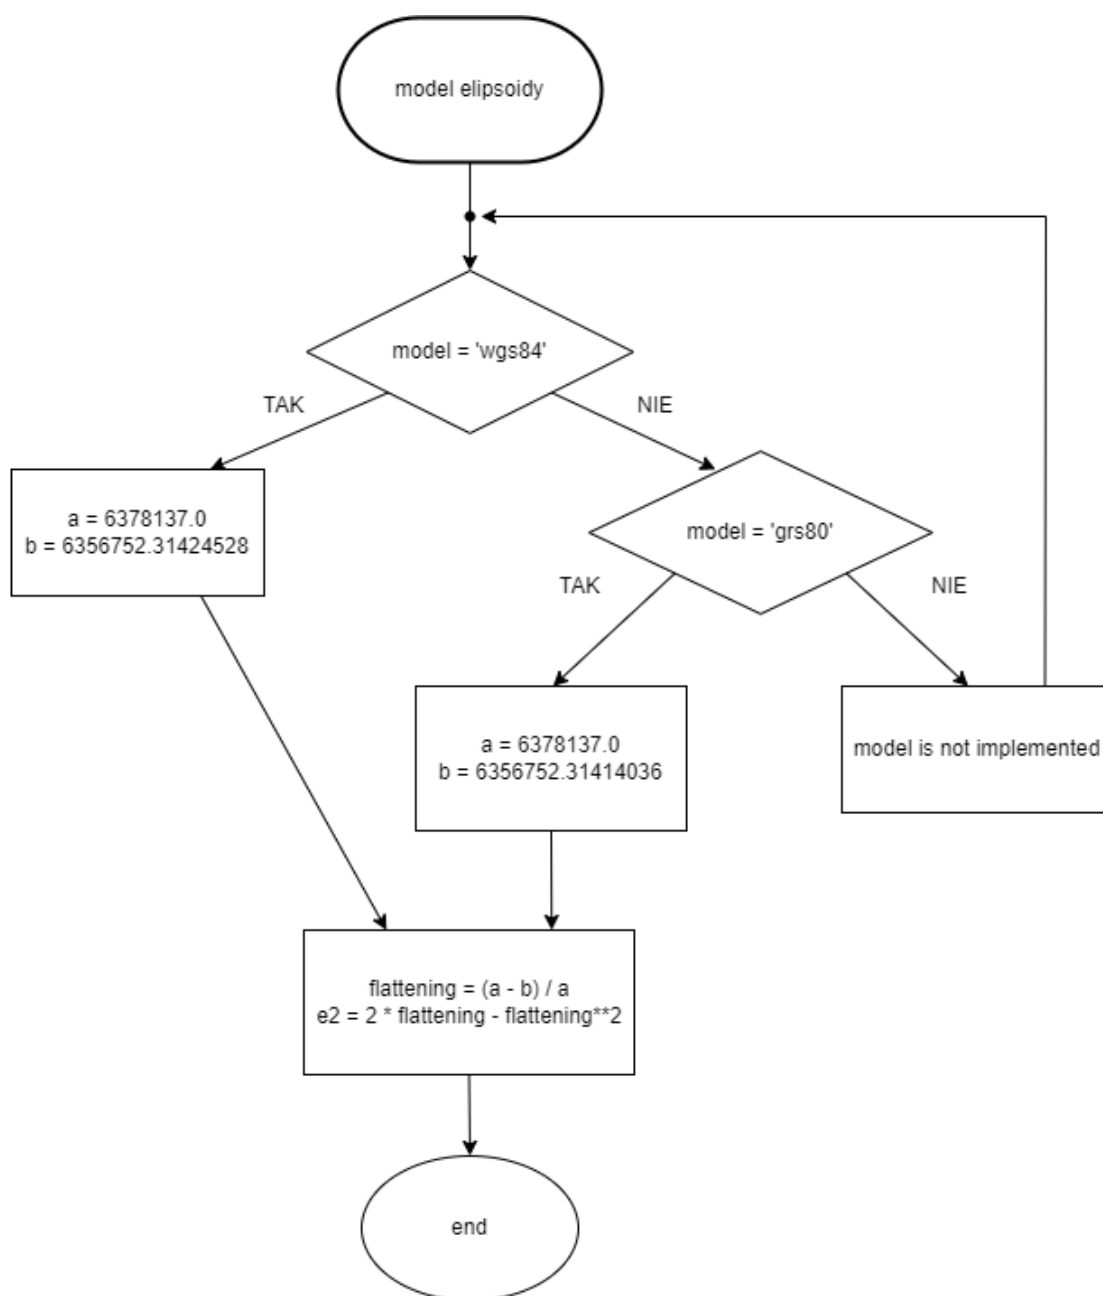 model elipsoidy
model = 'wgs84'
TAK
NIE
a = 6378137.0
b = 6356752.31424528
model = 'grs80'
TAK
NIE
a = 6378137.0
b = 6356752.31414036
model is not implemented
flattening = (a - b) / a
e2 = 2 * flattening - flattening**2
end